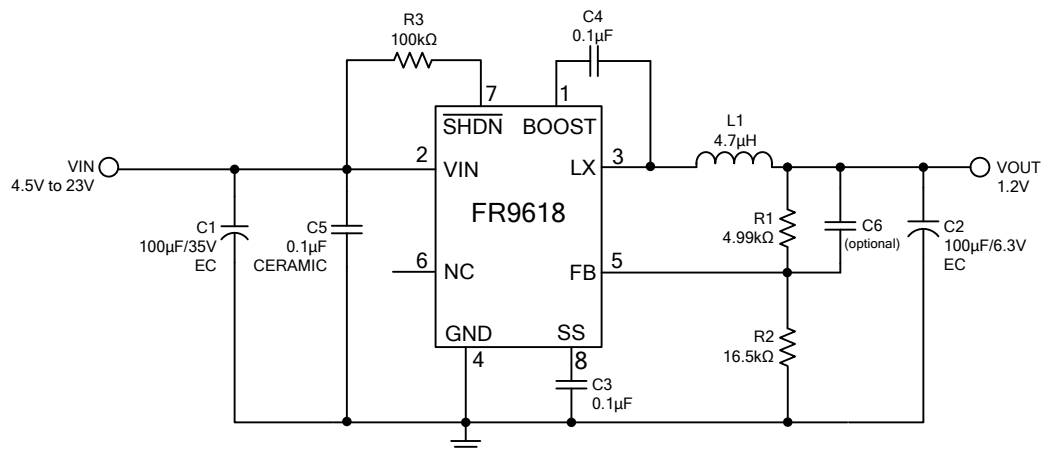 R3
100kΩ
C4
0.1µF
7
1
SHDN
BOOST
L1
4.7µH
VIN
4.5V to 23V
2
VIN
LX
3
VOUT
1.2V
FR9618
C1
100µF/35V
EC
C5
0.1µF
CERAMIC
R1
4.99kΩ
C6
(optional)
C2
100µF/6.3V
EC
6
NC
FB
5
GND
SS
4
8
R2
16.5kΩ
C3
0.1µF